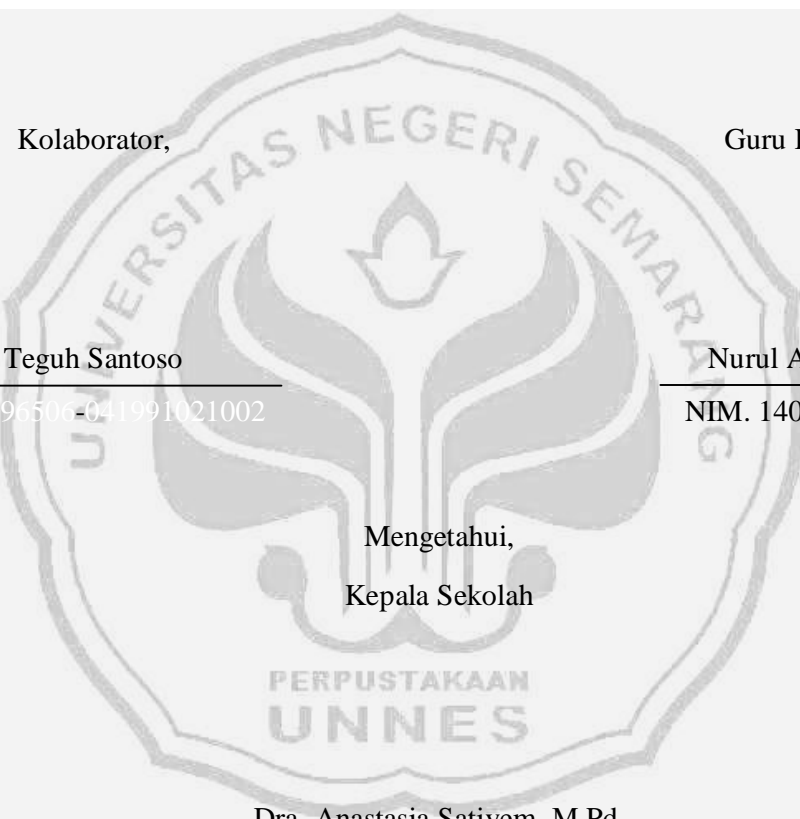 UNIVERSITAS NEGERI SEMARANG
Kolaborator,
Guru
Teguh Santoso
Nurul
96506-041991021002
NIM. 140
Mengetahui,
Kepala Sekolah
PERPUSTAKAAN
UNNES
Dra. Anastasia Satiyem, M.Pd